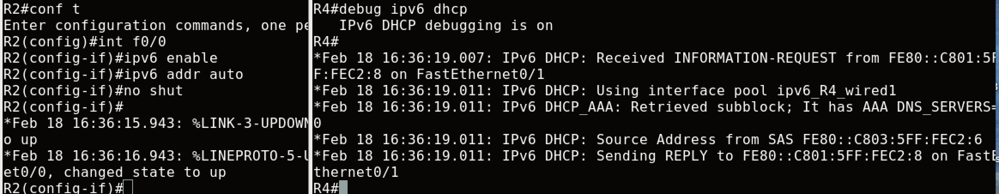 R2#conf t
Enter configuration commands, one pe
R2(config)#int f0/0
R2(config-if)#ipv6 enable
R2(config-if)#ipv6 addr auto
R2(config-if)#no shut
R2(config-if)#
*Feb 18 16:36:15.943: %LINK-3-UPDOWN
o up
*Feb 18 16:36:16.943: %LINEPROTO-5-U
et0/0, changed state to up
R2(config-if)#
R4#debug ipv6 dhcp
   IPv6 DHCP debugging is on
R4#
*Feb 18 16:36:19.007: IPv6 DHCP: Received INFORMATION-REQUEST from FE80::C801:5F
F:FEC2:8 on FastEthernet0/1
*Feb 18 16:36:19.011: IPv6 DHCP: Using interface pool ipv6_R4_wired1
*Feb 18 16:36:19.011: IPv6 DHCP_AAA: Retrieved subblock; It has AAA DNS_SERVERS=
0
*Feb 18 16:36:19.011: IPv6 DHCP: Source Address from SAS FE80::C803:5FF:FEC2:6
*Feb 18 16:36:19.011: IPv6 DHCP: Sending REPLY to FE80::C801:5FF:FEC2:8 on FastE
thernet0/1
R4#